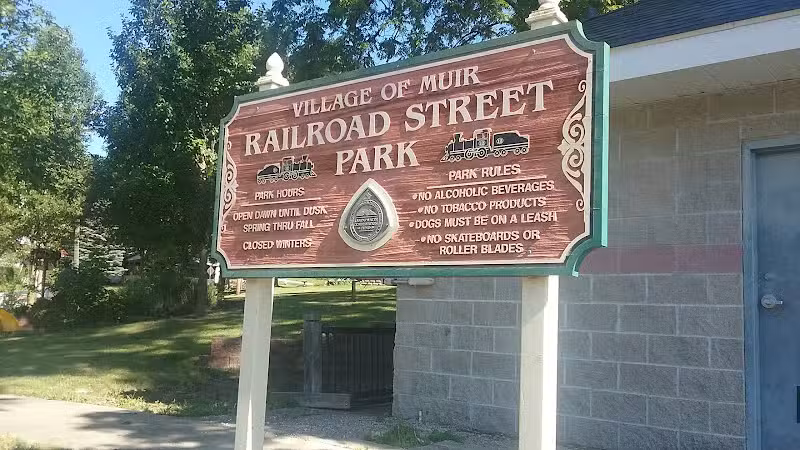 VILLAGE OF MUIR
RAILROAD STREET
PARK
PARK HOURS
OPEN DAWN UNTIL DUSK
SPRING THRU FALL
CLOSED WINTERS
PARK RULES
•NO ALCOHOLIC BEVERAGES
•NO TOBACCO PRODUCTS
•DOGS MUST BE ON A LEASH
•NO SKATEBOARDS OR
ROLLER BLADES